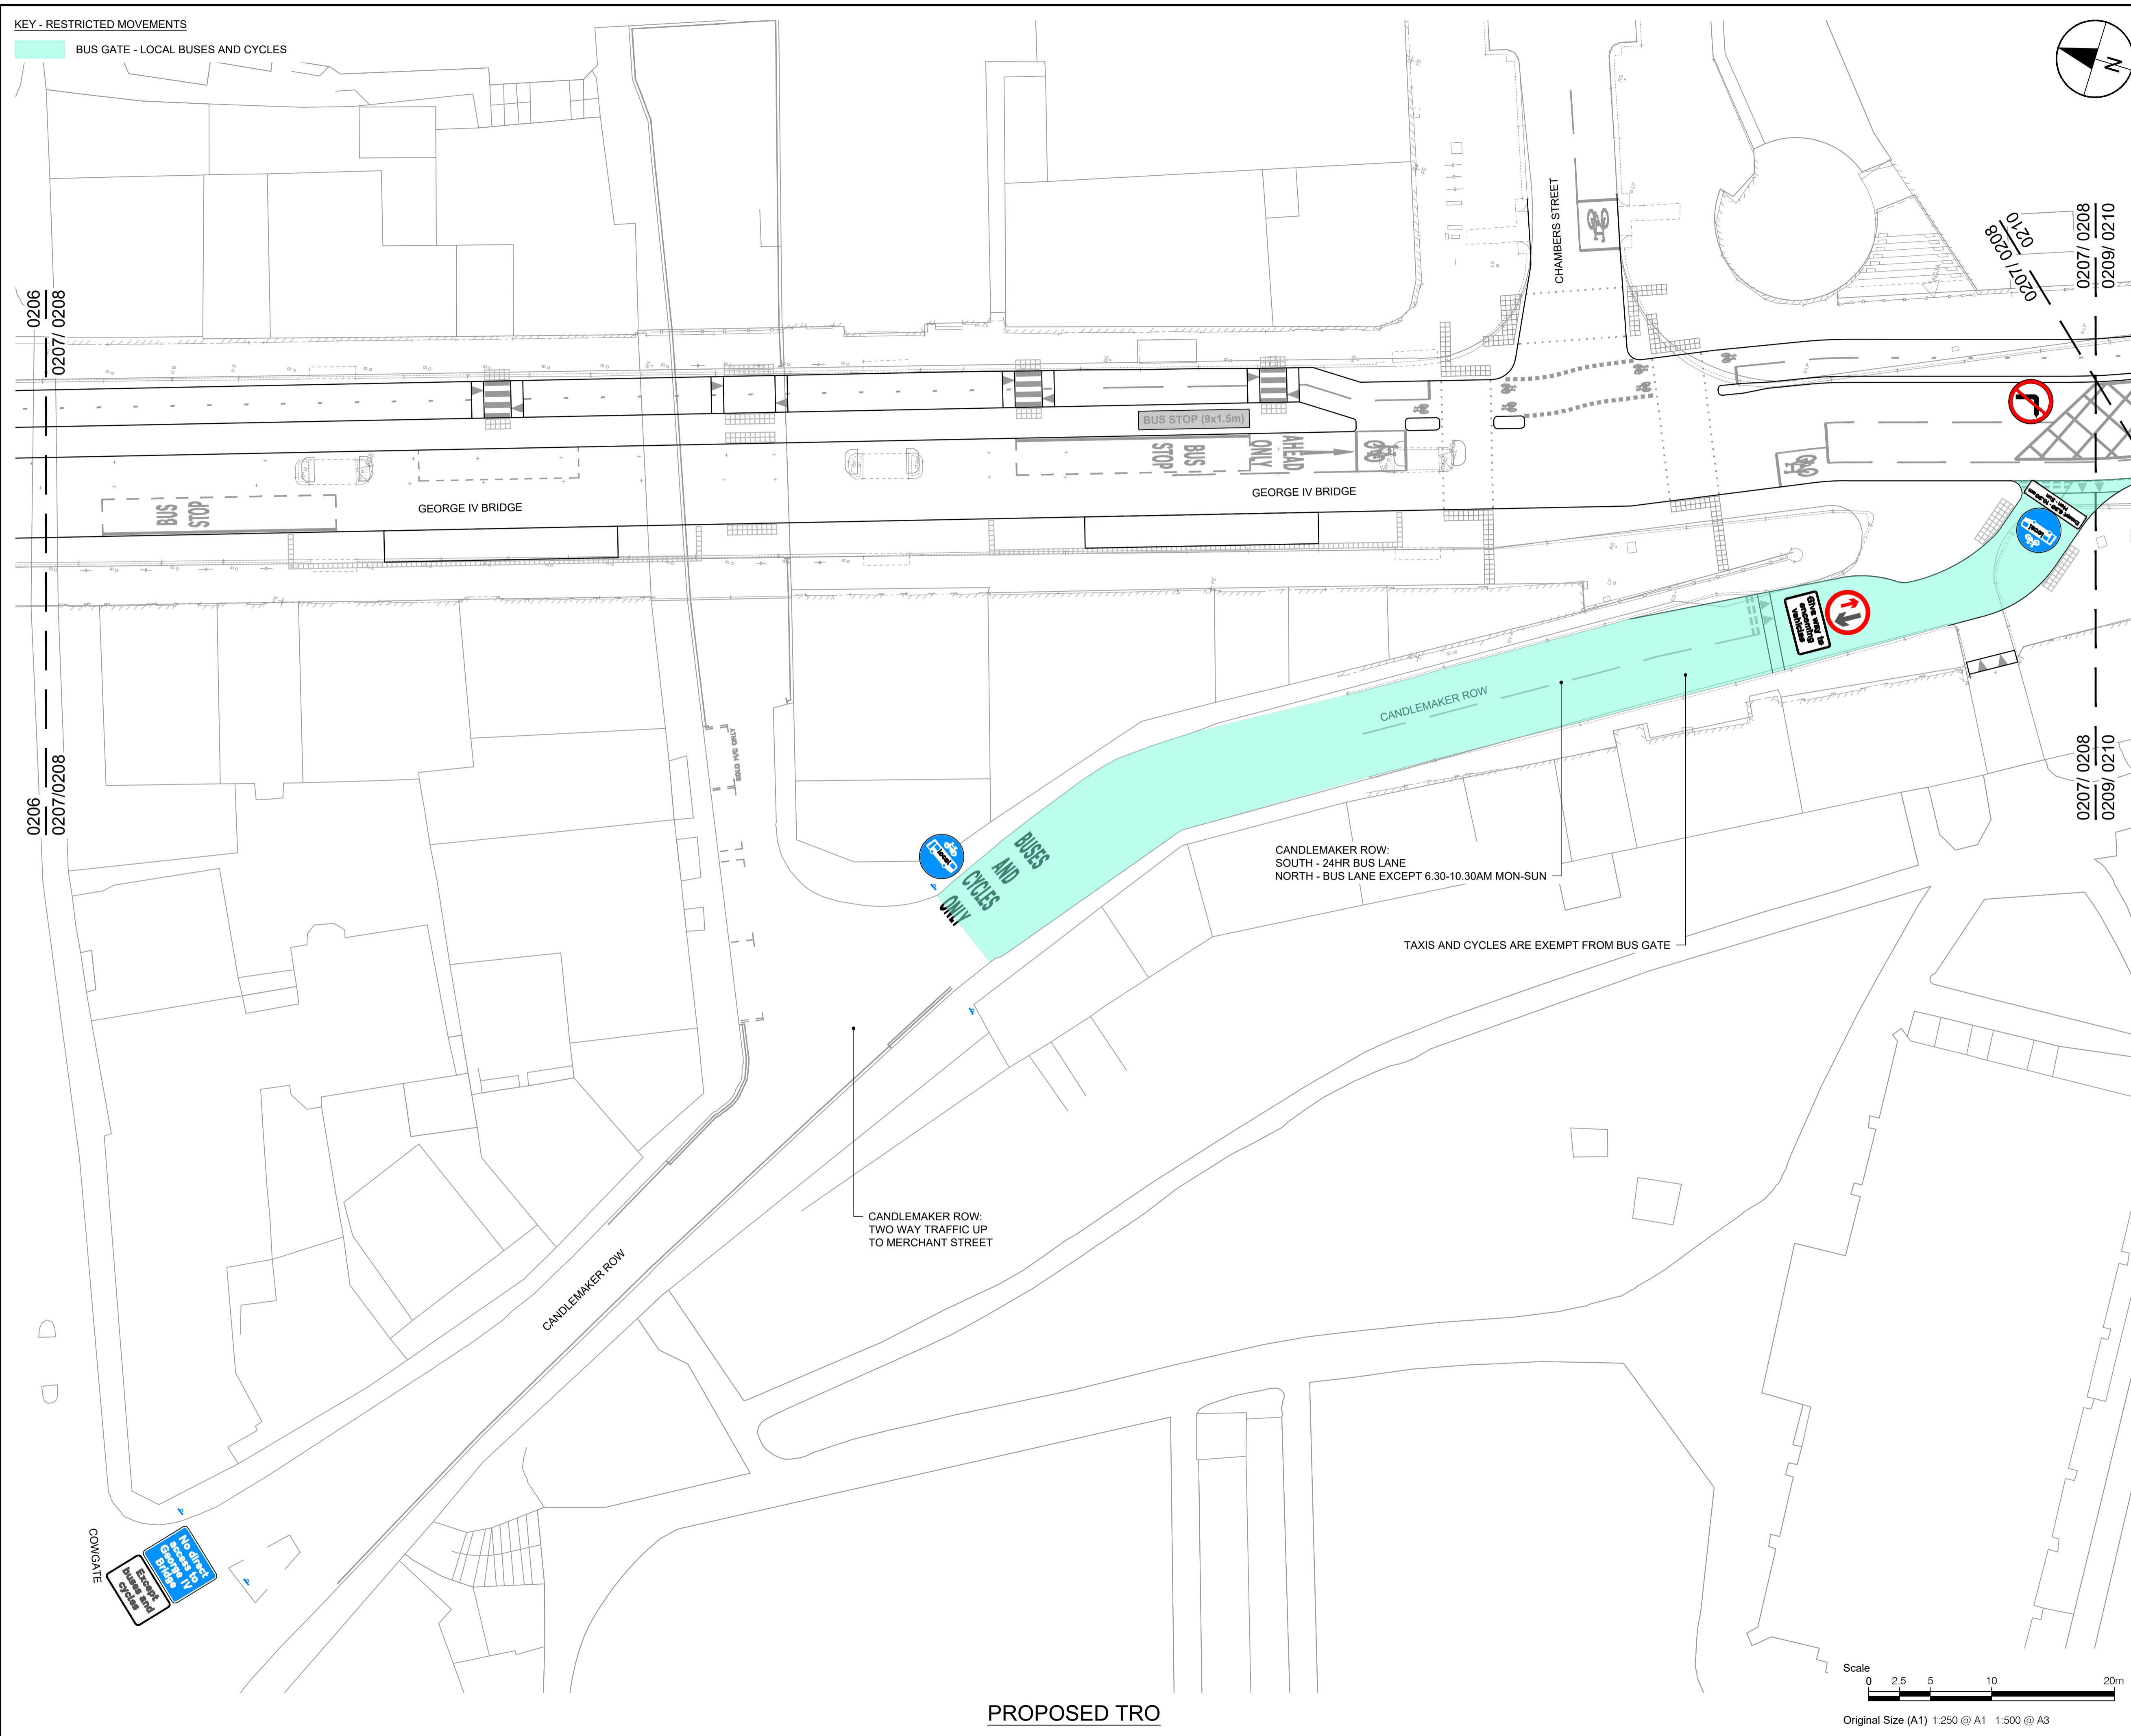 KEY - RESTRICTED MOVEMENTS
BUS GATE - LOCAL BUSES AND CYCLES
N
CHAMBERS STREET
0207/ 0208
0210
0207/ 0208
0209/ 0210
0206
0207/ 0208
BUS STOP (9x1.5m)
BUS
STOP
AHEAD
ONLY
BUS
STOP
GEORGE IV BRIDGE
GEORGE IV BRIDGE
local
Give way to
oncoming
vehicles
CANDLEMAKER ROW
SOLO M/C ONLY
0206
0207/0208
0207/ 0208
0209/ 0210
local
BUSES
AND
CYCLES
ONLY
CANDLEMAKER ROW:
SOUTH - 24HR BUS LANE
NORTH - BUS LANE EXCEPT 6.30-10.30AM MON-SUN
TAXIS AND CYCLES ARE EXEMPT FROM BUS GATE
CANDLEMAKER ROW:
TWO WAY TRAFFIC UP
TO MERCHANT STREET
CANDLEMAKER ROW
COWGATE
No direct
access to
George IV
Bridge
Except
buses and
cycles
PROPOSED TRO
Scale
0 2.5 5 10 20m
Original Size (A1) 1:250 @ A1 1:500 @ A3